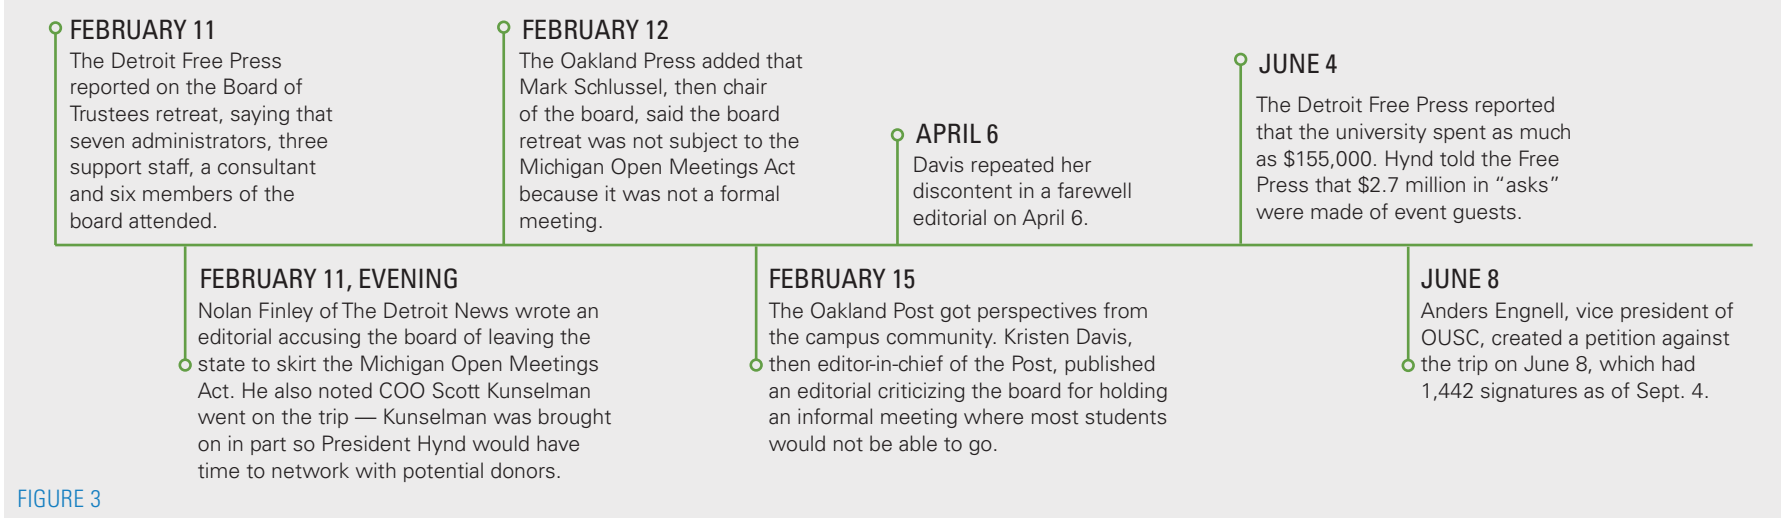 FEBRUARY 11
The Detroit Free Press
reported on the Board of
Trustees retreat, saying that
seven administrators, three
support staff, a consultant
and six members of the
board attended.
FEBRUARY 11, EVENING
Nolan Finley of The Detroit News wrote an
editorial accusing the board of leaving the
state to skirt the Michigan Open Meetings
Act. He also noted COO Scott Kunselman
went on the trip — Kunselman was brought
on in part so President Hynd would have
time to network with potential donors.
FEBRUARY 12
The Oakland Press added that
Mark Schlussel, then chair
of the board, said the board
retreat was not subject to the
Michigan Open Meetings Act
because it was not a formal
meeting.
FEBRUARY 15
The Oakland Post got perspectives from
the campus community. Kristen Davis,
then editor-in-chief of the Post, published
an editorial criticizing the board for holding
an informal meeting where most students
would not be able to go.
APRIL 6
Davis repeated her
discontent in a farewell
editorial on April 6.
JUNE 4
The Detroit Free Press reported
that the university spent as much
as $155,000. Hynd told the Free
Press that $2.7 million in “asks”
were made of event guests.
JUNE 8
Anders Engnell, vice president of
OUSC, created a petition against
the trip on June 8, which had
1,442 signatures as of Sept. 4.
FIGURE 3